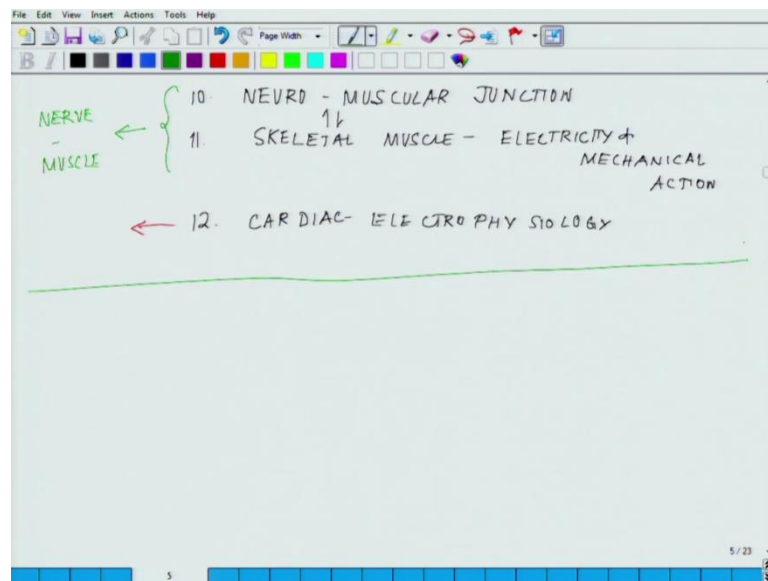 File Edit View Insert Actions Tools Help
Page Width
B I
10. NEURO - MUSCULAR JUNCTION
NERVE - MUSCLE
11. SKELETAL MUSCLE - ELECTRICITY & MECHANICAL ACTION
12. CARDIAC- ELECTROPHYSIOLOGY
5 / 23
5